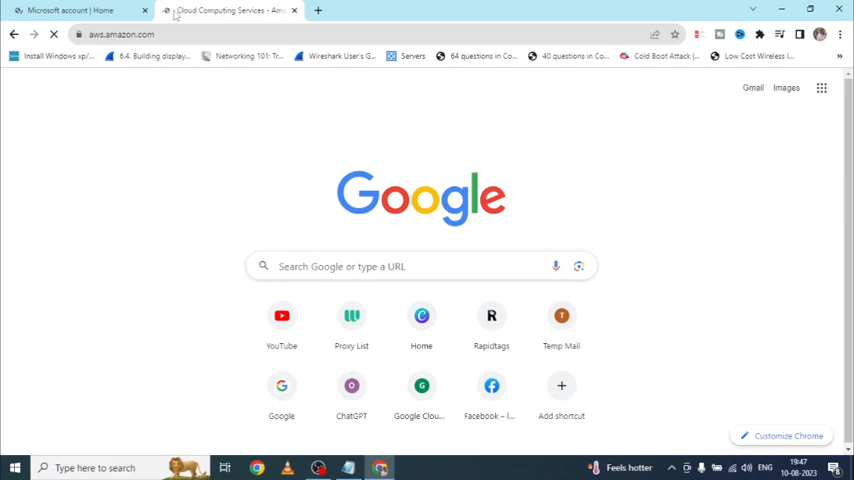 Microsoft account | Home
Cloud Computing Services - Am
aws.amazon.com
Install Windows xp/...
6.4. Building display...
Networking 101: Tr...
Wireshark User's G...
Servers
64 questions in Co...
40 questions in Co...
Cold Boot Attack |...
Low Cost Wireless I...
Gmail
Images
Google
Search Google or type a URL
YouTube
Proxy List
Home
Rapidtags
Temp Mail
Google
ChatGPT
Google Clou...
Facebook – l...
Add shortcut
Customize Chrome
Type here to search
Feels hotter
ENG
19:47
10-08-2023
8